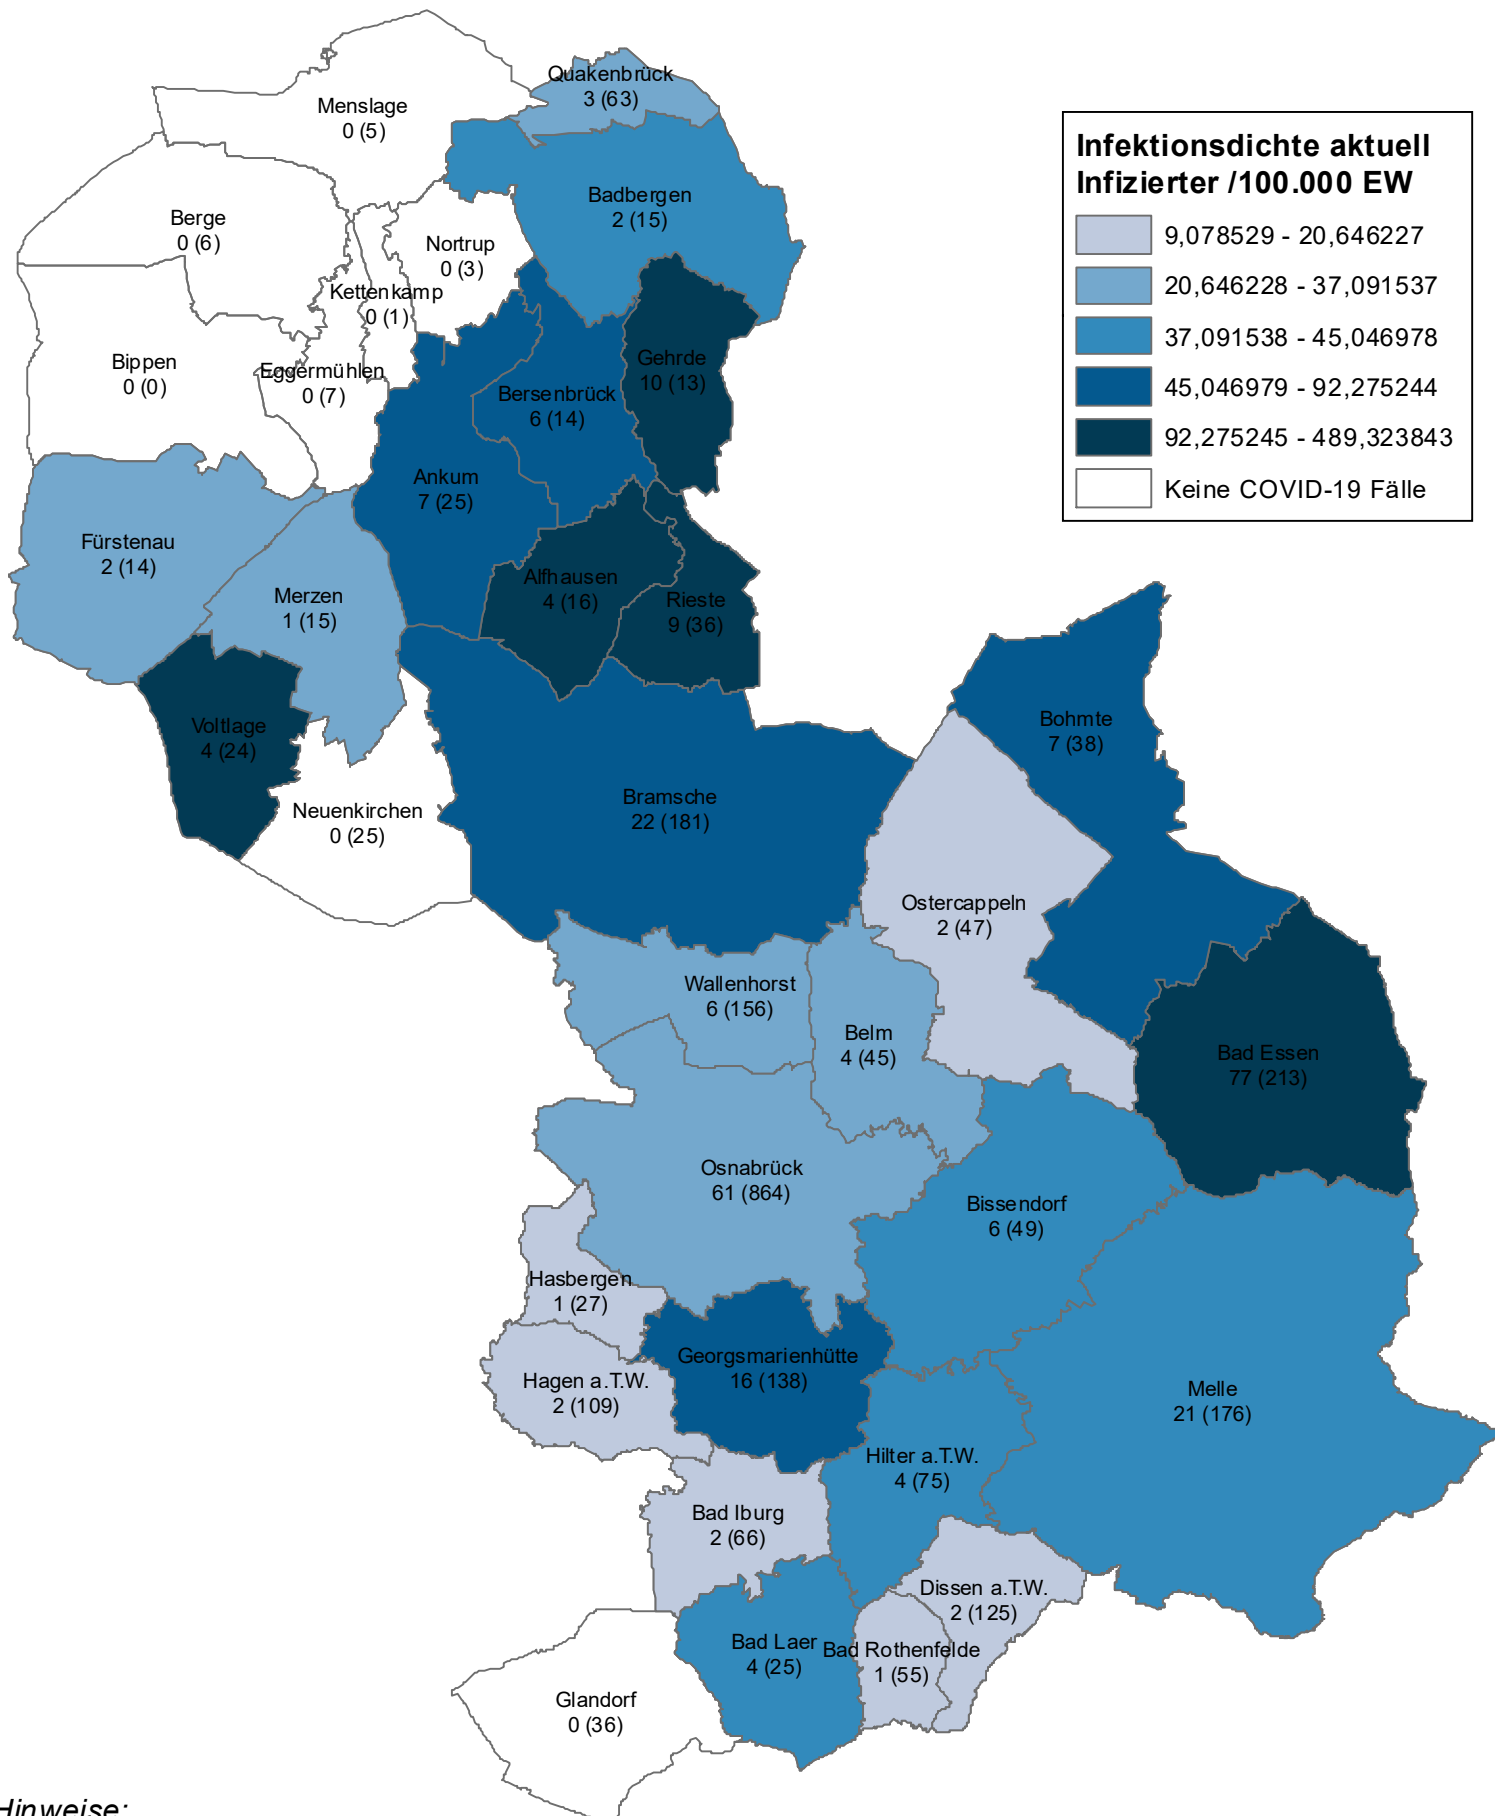 Quakenbrück
3 (63)
Menslage
0 (5)
Infektionsdichte aktuell
Infizierter /100.000 EW
9,078529 - 20,646227
20,646228 - 37,091537
37,091538 - 45,046978
45,046979 - 92,275244
92,275245 - 489,323843
Keine COVID-19 Fälle
Badbergen
2 (15)
Berge
0 (6)
Nortrup
0 (3)
Kettenkamp
0 (1)
Bippen
0 (0)
Eggermühlen
0 (7)
Gehrde
10 (13)
Bersenbrück
6 (14)
Ankum
7 (25)
Fürstenau
2 (14)
Merzen
1 (15)
Alfhausen
4 (16)
Rieste
9 (36)
Voltlage
4 (24)
Bohmte
7 (38)
Neuenkirchen
0 (25)
Bramsche
22 (181)
Ostercappeln
2 (47)
Wallenhorst
6 (156)
Belm
4 (45)
Bad Essen
77 (213)
Osnabrück
61 (864)
Bissendorf
6 (49)
Hasbergen
1 (27)
Georgsmarienhütte
16 (138)
Hagen a.T.W.
2 (109)
Melle
21 (176)
Hilter a.T.W.
4 (75)
Bad Iburg
2 (66)
Dissen a.T.W.
2 (125)
Bad Laer
4 (25)
Bad Rothenfelde
1 (55)
Glandorf
0 (36)
Hinweise: